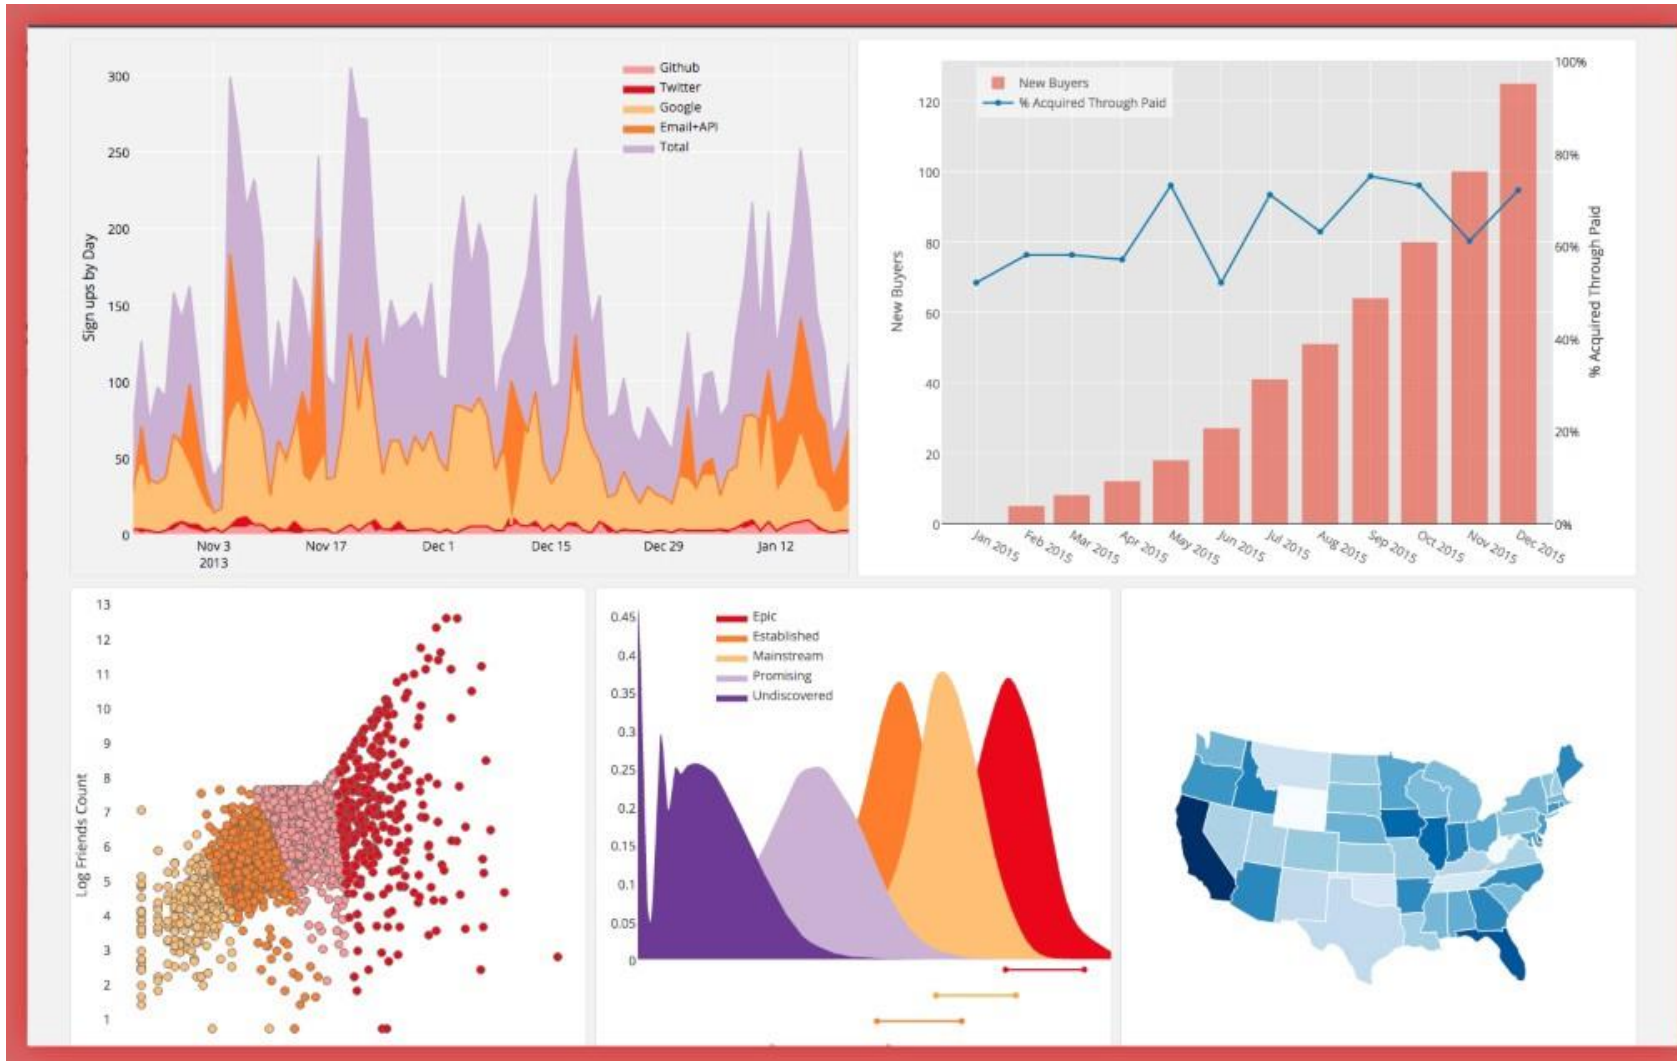 300
250
200
150
100
50
0
Sign ups by Day
Github
Twitter
Google
Email+API
Total
Nov 3
2013
Nov 17
Dec 1
Dec 15
Dec 29
Jan 12
New Buyers
% Acquired Through Paid
120
100
80
60
40
20
0
New Buyers
100%
80%
60%
40%
20%
0%
% Acquired Through Paid
Jan 2015
Feb 2015
Mar 2015
Apr 2015
May 2015
Jun 2015
Jul 2015
Aug 2015
Sep 2015
Oct 2015
Nov 2015
Dec 2015
13
12
11
10
9
8
7
6
5
4
3
2
1
Log Friends Count
0.45
0.4
0.35
0.3
0.25
0.2
0.15
0.1
0.05
0
Epic
Established
Mainstream
Promising
Undiscovered